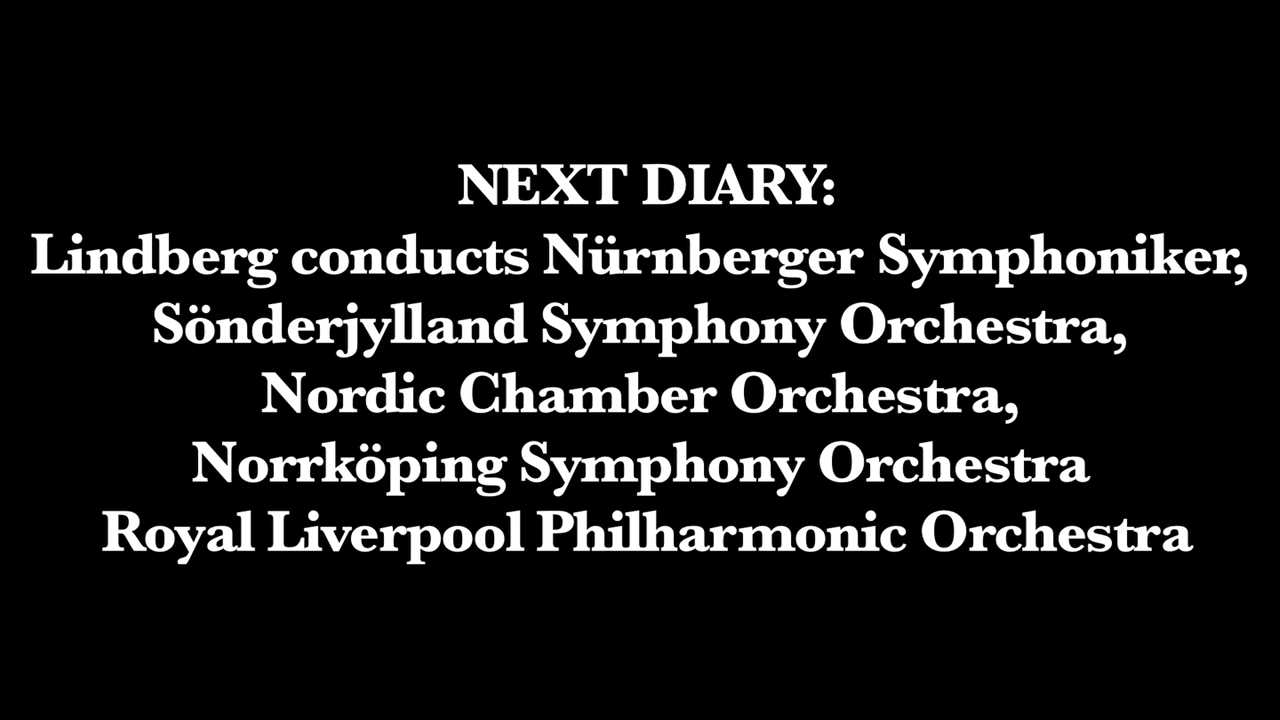 NEXT DIARY:
Lindberg conducts Nürnberger Symphoniker,
Sönderjylland Symphony Orchestra,
Nordic Chamber Orchestra,
Norrköping Symphony Orchestra
Royal Liverpool Philharmonic Orchestra